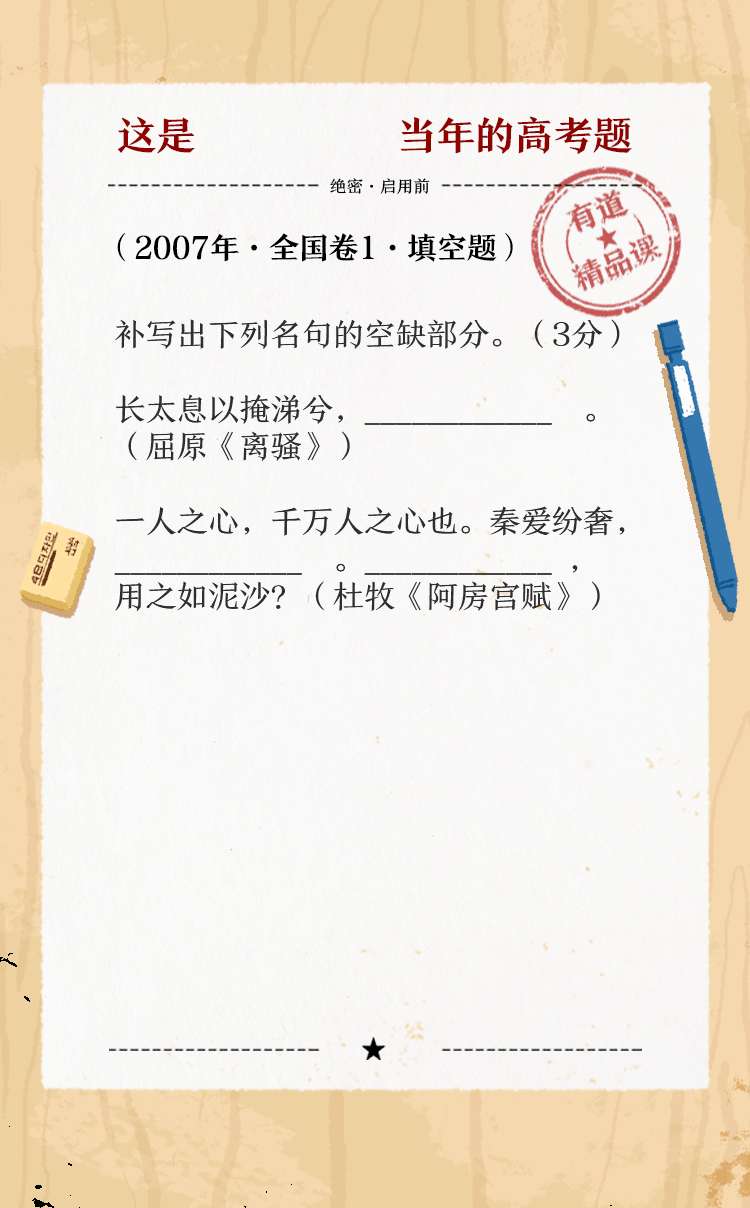 这是 当年的高考题
绝密·启用前
有道
精品课
（2007年·全国卷1·填空题）
补写出下列名句的空缺部分。（3分）
长太息以掩涕兮，____________ 。
（屈原《离骚》）
一人之心，千万人之心也。秦爱纷奢，
____________ 。____________ ，
用之如泥沙？（杜牧《阿房宫赋》）